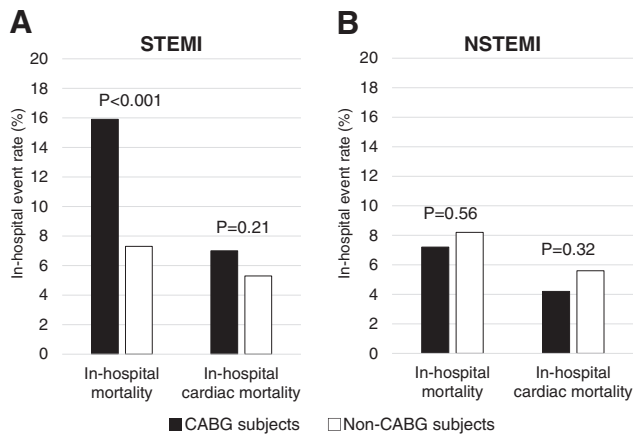 A
STEMI
In-hospital event rate (%)
20
18
16
14
12
10
8
6
4
2
0
P<0.001
P=0.21
In-hospital
mortality
In-hospital
cardiac mortality
B
NSTEMI
In-hospital event rate (%)
20
18
16
14
12
10
8
6
4
2
0
P=0.56
P=0.32
In-hospital
mortality
In-hospital
cardiac mortality
CABG subjects
Non-CABG subjects